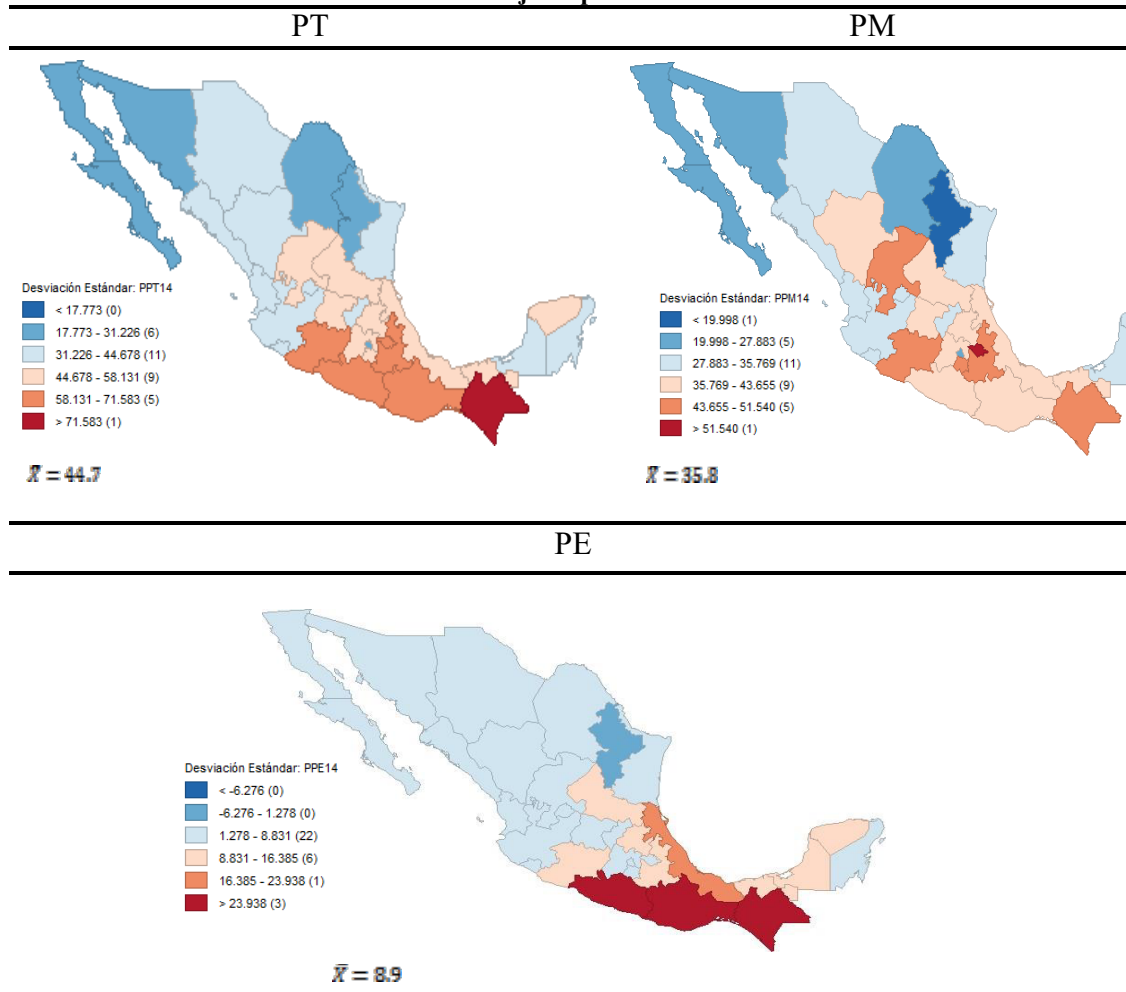 PT
PM
Desviación Estándar: PPT14
< 17.773 (0)
17.773 - 31.226 (6)
31.226 - 44.678 (11)
44.678 - 58.131 (9)
58.131 - 71.583 (5)
> 71.583 (1)
X̄ = 44.7
Desviación Estándar: PPM14
< 19.998 (1)
19.998 - 27.883 (5)
27.883 - 35.769 (11)
35.769 - 43.655 (9)
43.655 - 51.540 (5)
> 51.540 (1)
X̄ = 35.8
PE
Desviación Estándar: PPE14
< -6.276 (0)
-6.276 - 1.278 (0)
1.278 - 8.831 (22)
8.831 - 16.385 (6)
16.385 - 23.938 (1)
> 23.938 (3)
X̄ = 8.9